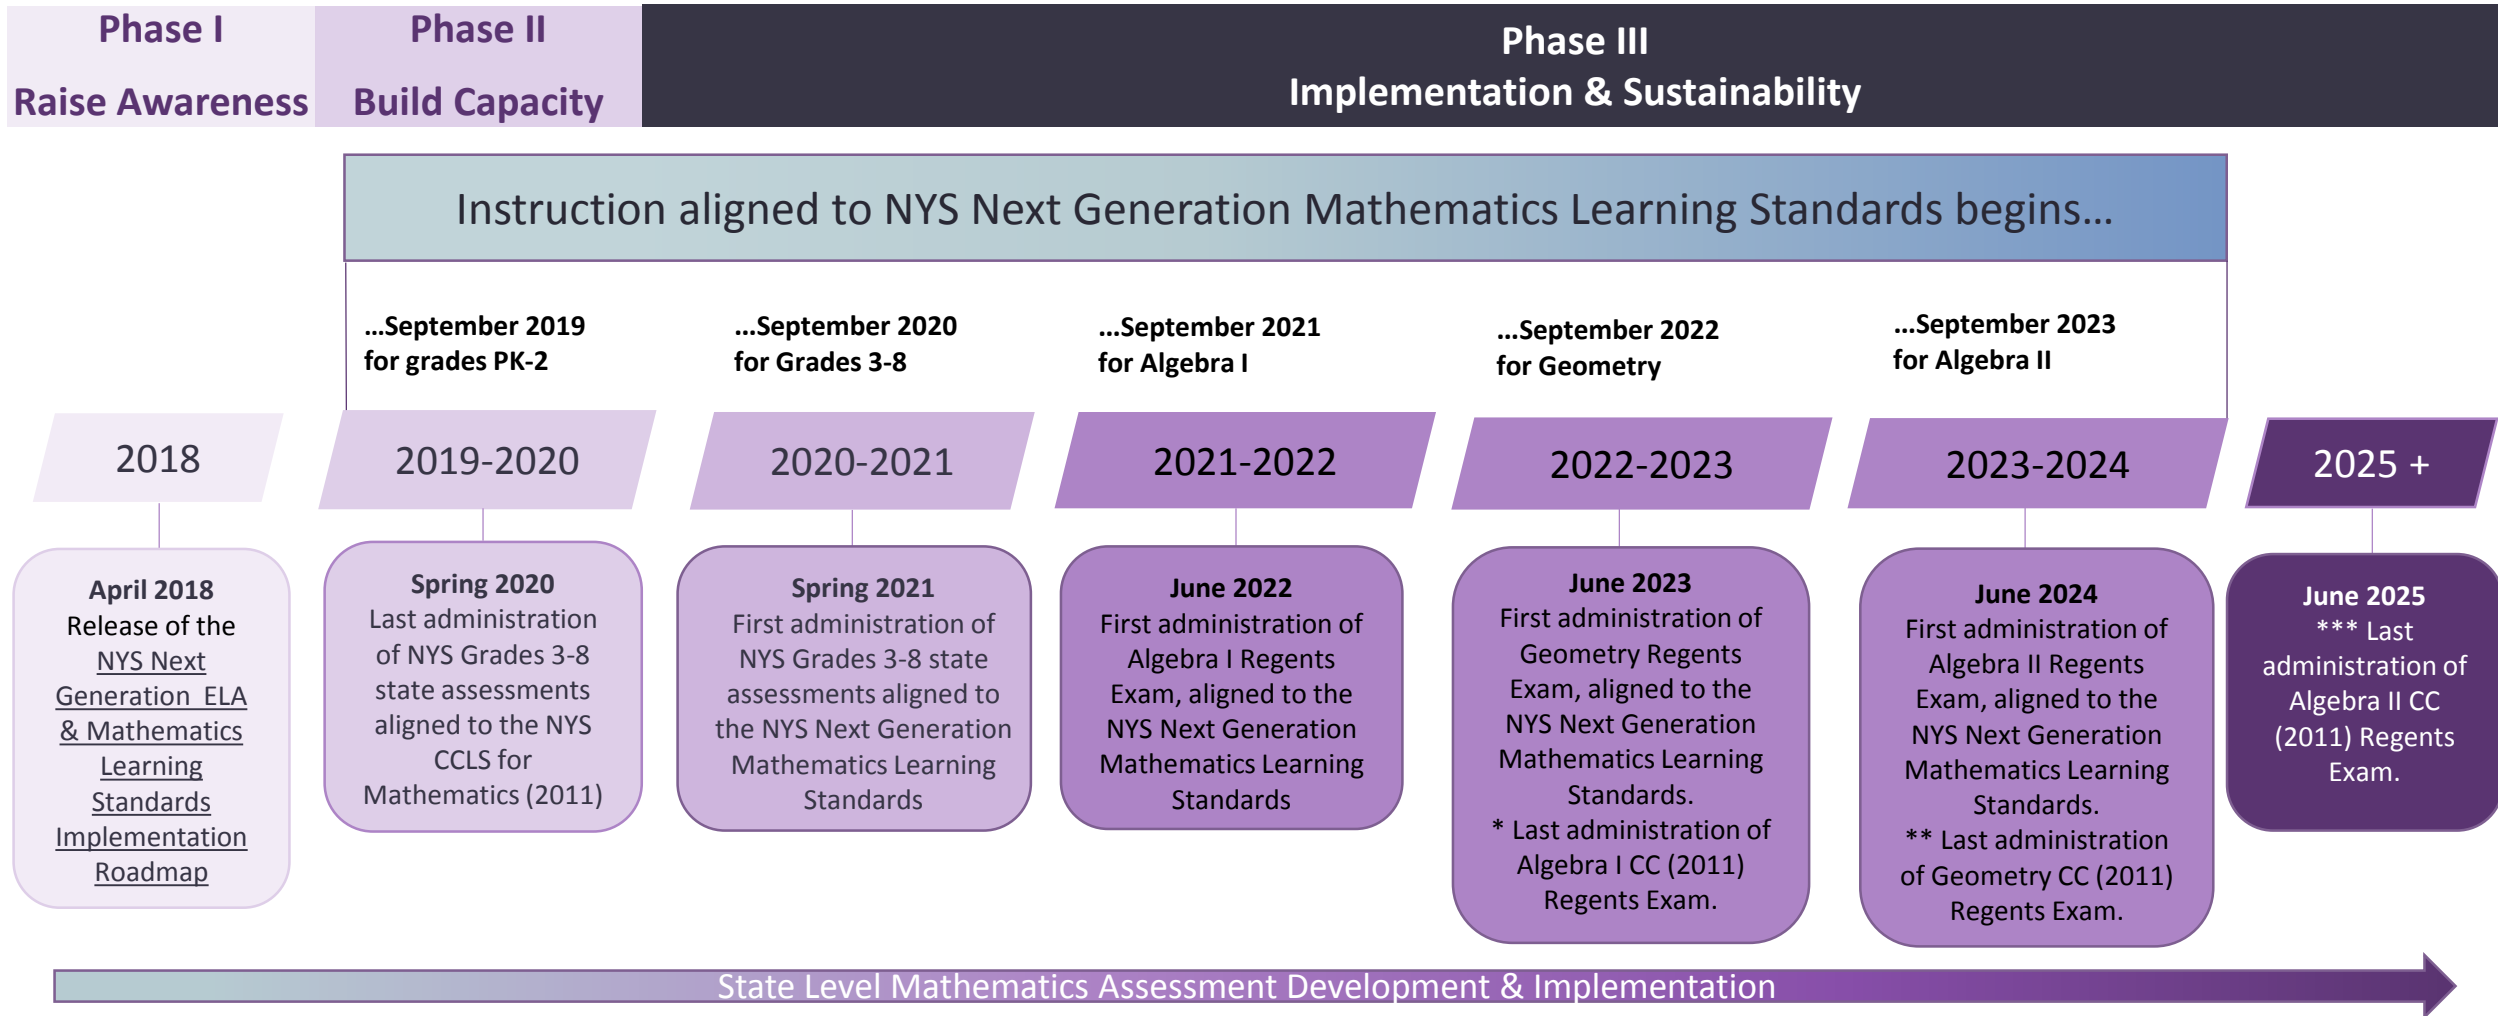 Phase I
Raise Awareness
Phase II
Build Capacity
Phase III
Implementation & Sustainability
Instruction aligned to NYS Next Generation Mathematics Learning Standards begins...
...September 2019
for grades PK-2
...September 2020
for Grades 3-8
...September 2021
for Algebra I
...September 2022
for Geometry
...September 2023
for Algebra II
2018
2019-2020
2020-2021
2021-2022
2022-2023
2023-2024
2025 +
April 2018
Release of the
NYS Next
Generation ELA
& Mathematics
Learning
Standards
Implementation
Roadmap
Spring 2020
Last administration
of NYS Grades 3-8
state assessments
aligned to the NYS
CCLS for
Mathematics (2011)
Spring 2021
First administration of
NYS Grades 3-8 state
assessments aligned to
the NYS Next Generation
Mathematics Learning
Standards
June 2022
First administration of
Algebra I Regents
Exam, aligned to the
NYS Next Generation
Mathematics Learning
Standards
June 2023
First administration of
Geometry Regents
Exam, aligned to the
NYS Next Generation
Mathematics Learning
Standards.
* Last administration of
Algebra I CC (2011)
Regents Exam.
June 2024
First administration of
Algebra II Regents
Exam, aligned to the
NYS Next Generation
Mathematics Learning
Standards.
** Last administration
of Geometry CC (2011)
Regents Exam.
June 2025
*** Last
administration of
Algebra II CC
(2011) Regents
Exam.
State Level Mathematics Assessment Development & Implementation